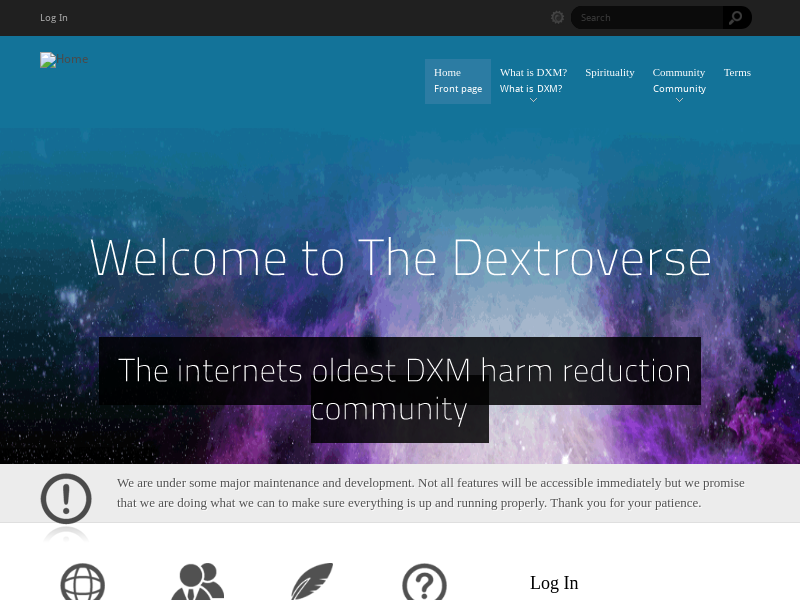 Log In
Search
Home
Home
What is DXM?
Spirituality
Community
Terms
Front page
What is DXM?
Community
Welcome to The Dextroverse
The internets oldest DXM harm reduction
community
We are under some major maintenance and development. Not all features will be accessible immediately but we promise
that we are doing what we can to make sure everything is up and running properly. Thank you for your patience.
Log In